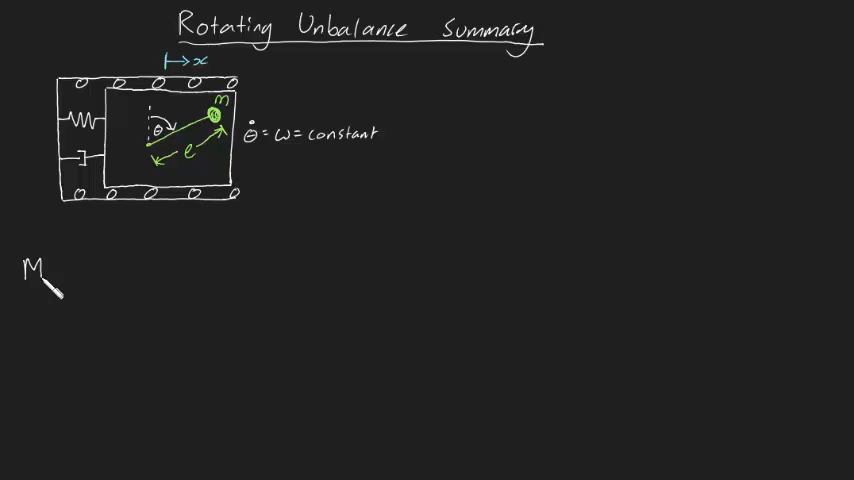 Rotating Unbalance Summary
x
m
θ
e
θ̇ = ω = constant
M